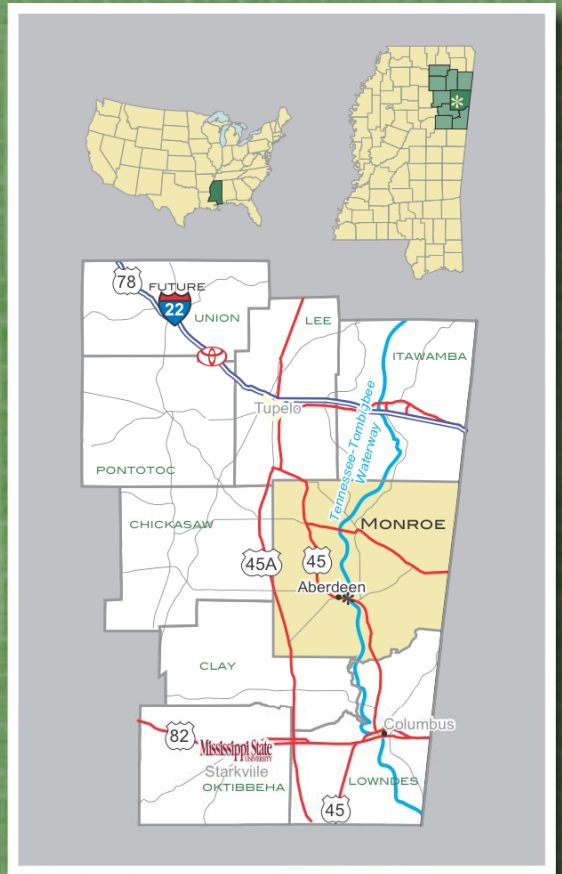 78
FUTURE
22
UNION
LEE
ITAWAMBA
Tupelo
Tennessee-Tombigbee
Waterway
PONTOTOC
CHICKASAW
MONROE
45A
45
Aberdeen
CLAY
82
Mississippi State
UNIVERSITY
Columbus
Starkville
OKTIBBEHA
LOWNDES
45